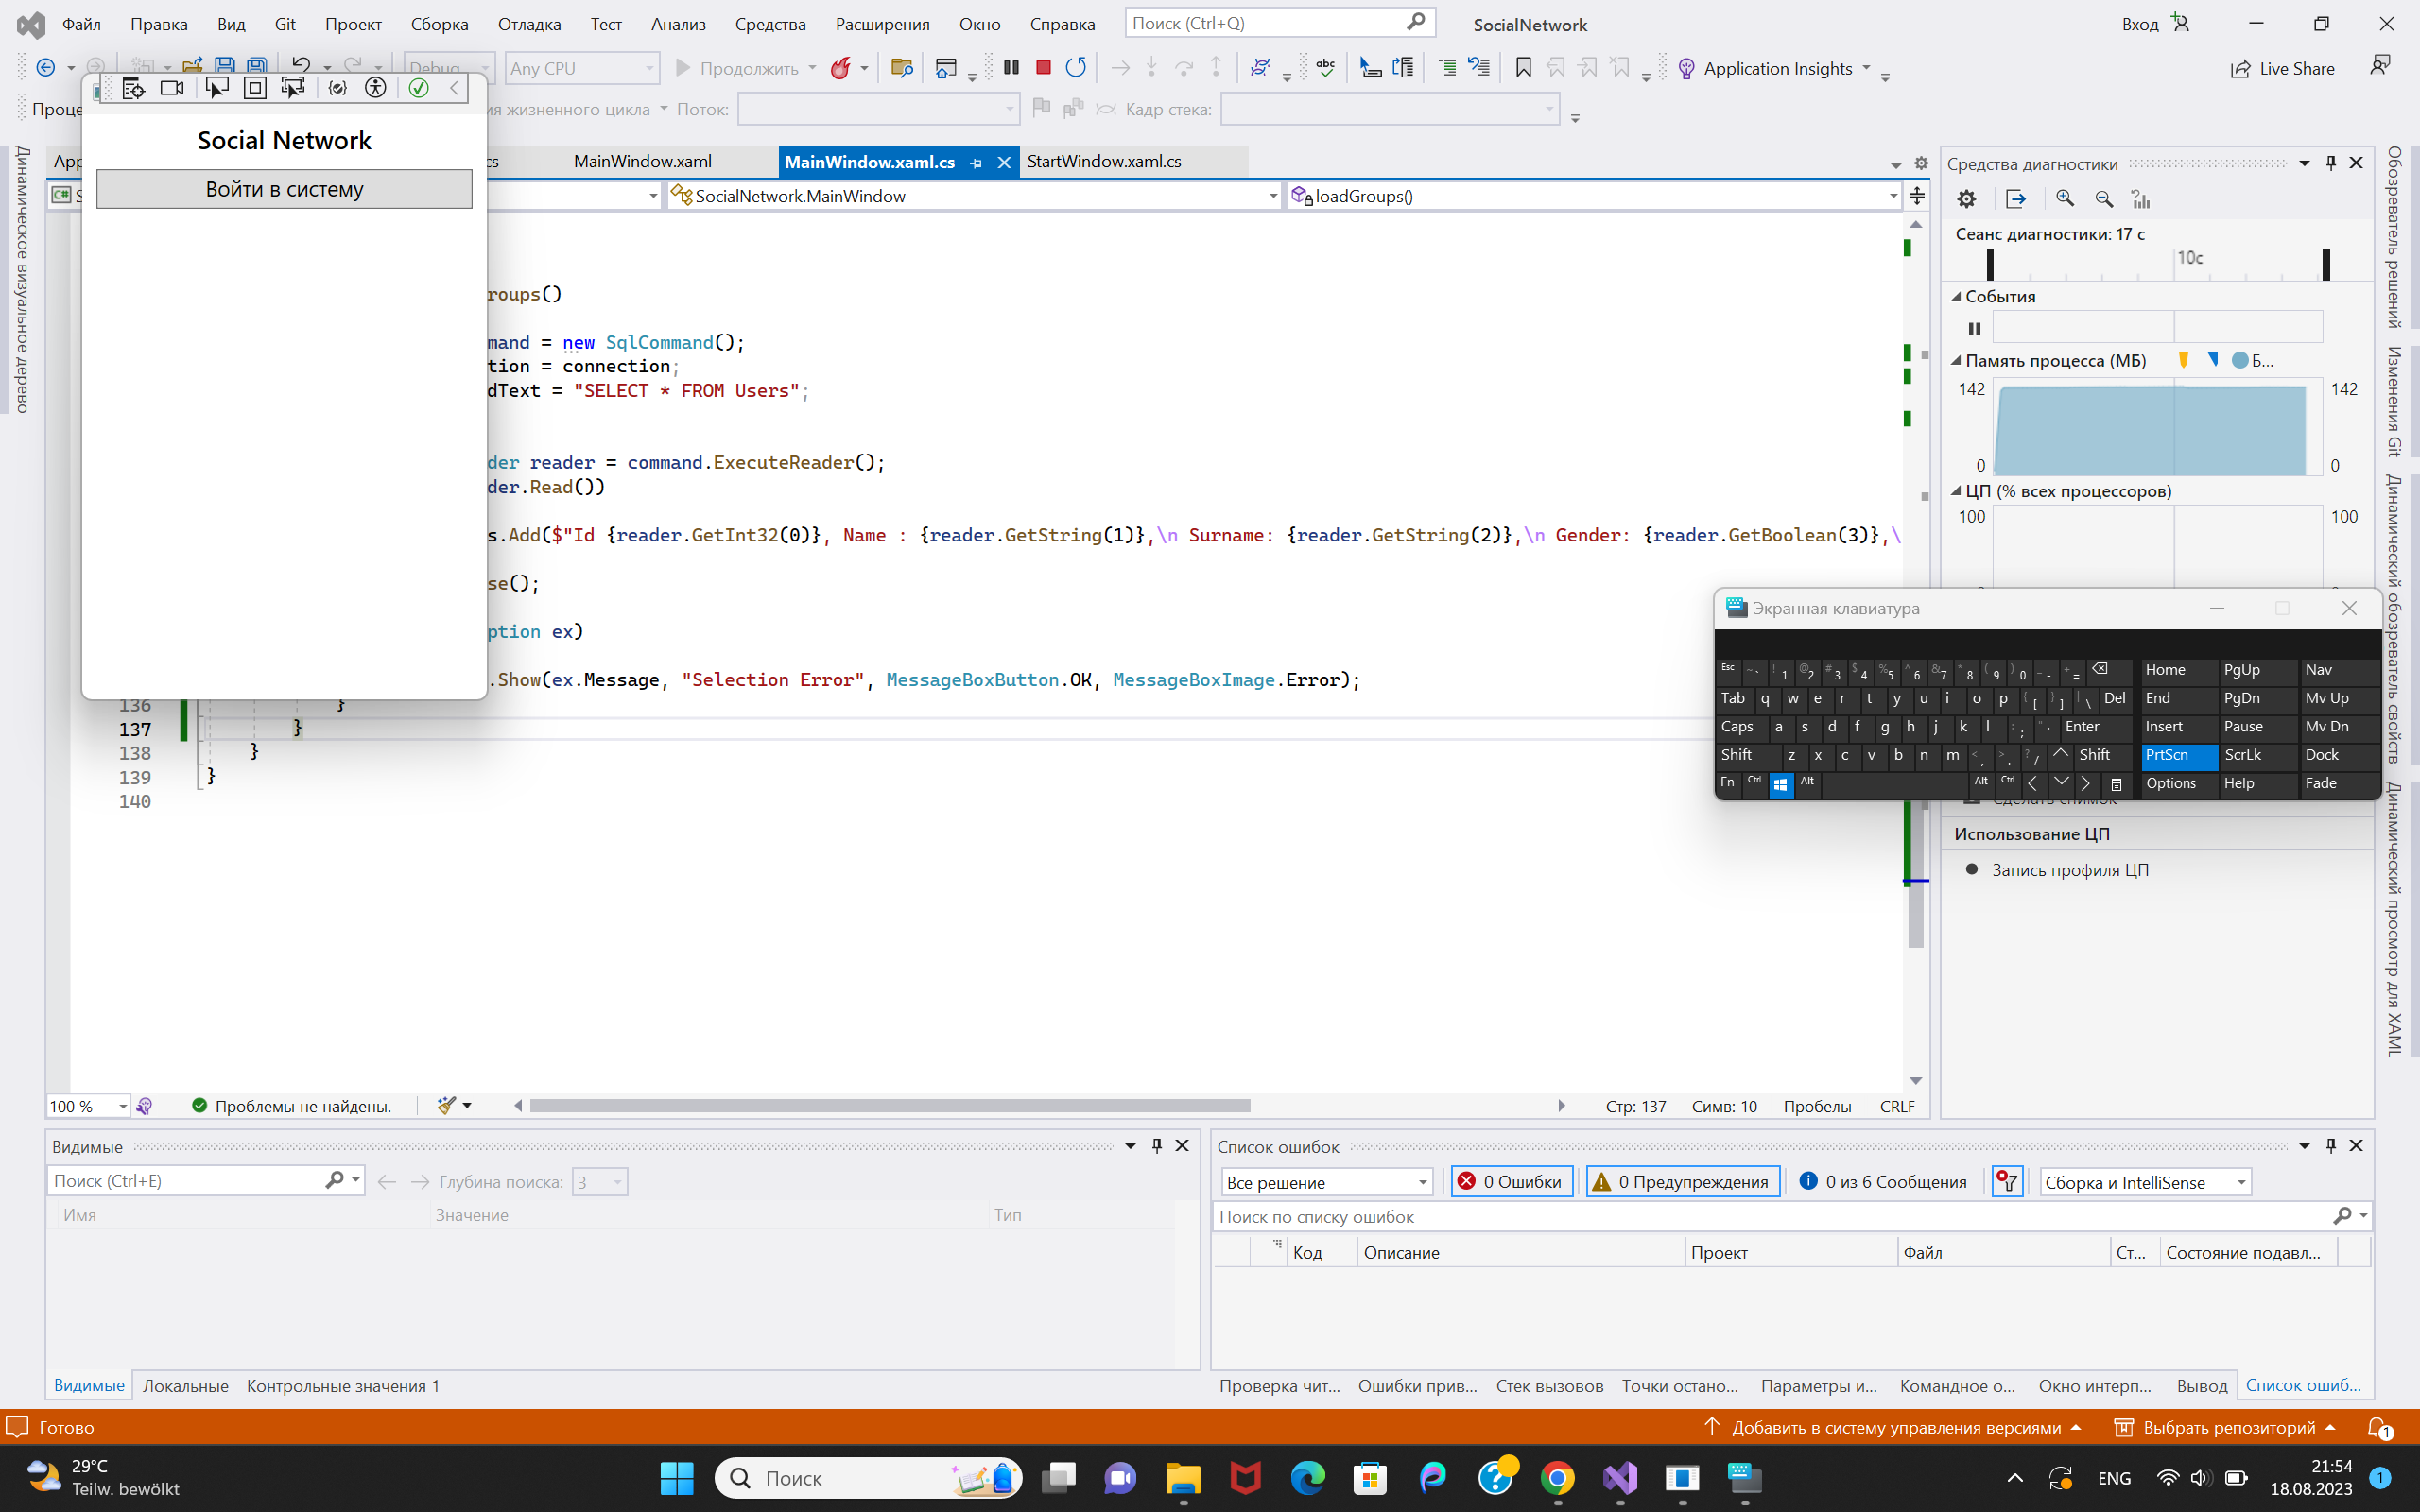 Файл Правка Вид Git Проект Сборка Отладка Тест Анализ Средства Расширения Окно Справка Поиск (Ctrl+Q) SocialNetwork Вход
Debug Any CPU Продолжить Application Insights Live Share
Проце ия жизненного цикла Поток: Кадр стека:
Social Network
Войти в систему
Динамическое визуальное дерево
App cs MainWindow.xaml MainWindow.xaml.cs StartWindow.xaml.cs
C# S SocialNetwork.MainWindow loadGroups()
roups()
mand = new SqlCommand();
tion = connection;
dText = "SELECT * FROM Users";
der reader = command.ExecuteReader();
der.Read())
s.Add($"Id {reader.GetInt32(0)}, Name : {reader.GetString(1)},\n Surname: {reader.GetString(2)},\n Gender: {reader.GetBoolean(3)},\
se();
ption ex)
.Show(ex.Message, "Selection Error", MessageBoxButton.OK, MessageBoxImage.Error);
136 }
137 }
138 }
139 }
140
100 % Проблемы не найдены. Стр: 137 Симв: 10 Пробелы CRLF
Средства диагностики
Сеанс диагностики: 17 с
10с
События
Память процесса (МБ) Б...
142 142
0 0
ЦП (% всех процессоров)
100 100
Сделать снимок
Использование ЦП
Запись профиля ЦП
Обозреватель решений
Изменения Git
Динамический обозреватель свойств
Динамический просмотр для XAML
Экранная клавиатура
Esc ~ ` ! 1 @ 2 # 3 $ 4 % 5 ^ 6 & 7 * 8 ( 9 ) 0 _ - + = Home PgUp Nav
Tab q w e r t y u i o p { [ } ] | \ Del End PgDn Mv Up
Caps a s d f g h j k l : ; " ' Enter Insert Pause Mv Dn
Shift z x c v b n m < , > . ? / Shift PrtScn ScrLk Dock
Fn Ctrl Alt Alt Ctrl Options Help Fade
Видимые
Поиск (Ctrl+E) Глубина поиска: 3
Имя Значение Тип
Видимые Локальные Контрольные значения 1
Список ошибок
Все решение 0 Ошибки 0 Предупреждения 0 из 6 Сообщения Сборка и IntelliSense
Поиск по списку ошибок
Код Описание Проект Файл Ст... Состояние подавл...
Проверка чит... Ошибки прив... Стек вызовов Точки остано... Параметры и... Командное о... Окно интерп... Вывод Список ошиб...
Готово Добавить в систему управления версиями Выбрать репозиторий 1
29°C
Teilw. bewölkt
Поиск
ENG
21:54
18.08.2023
1